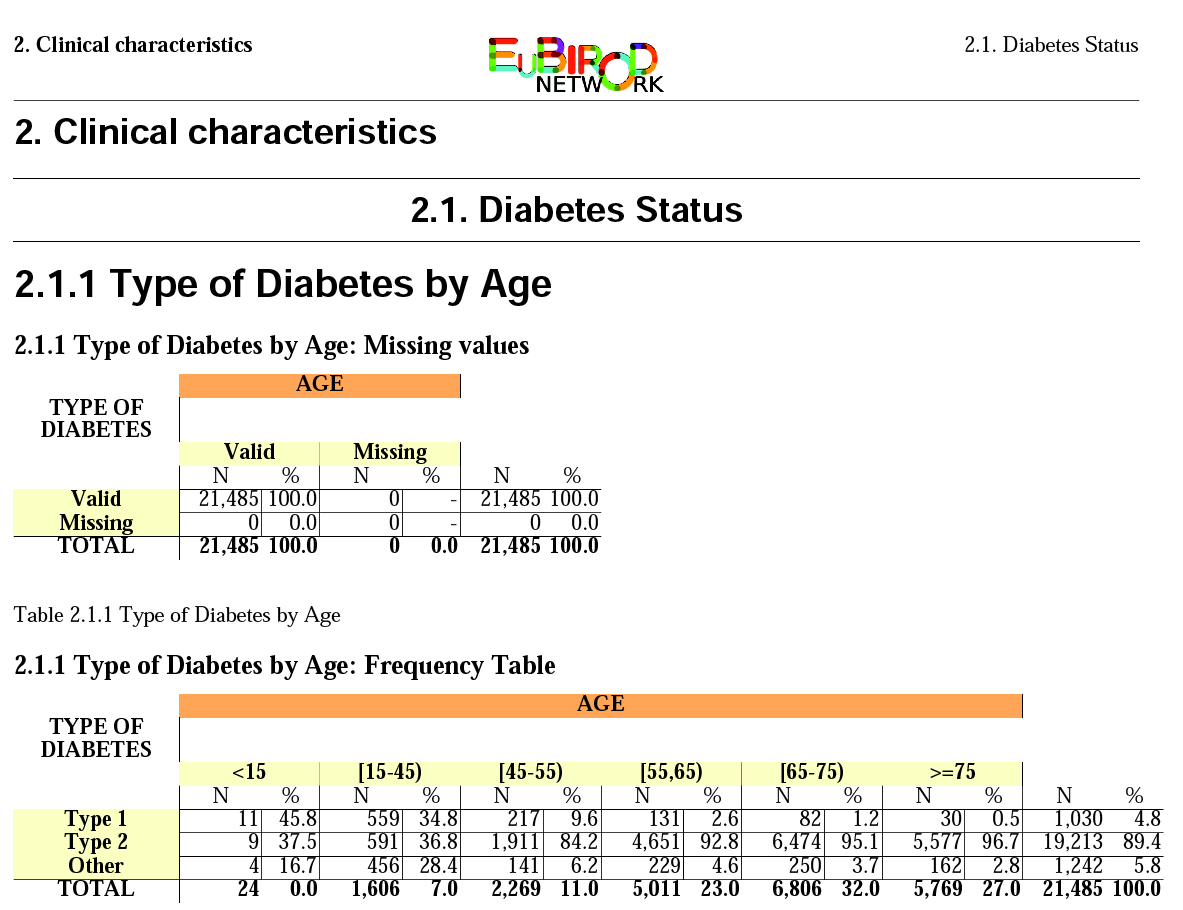 2. Clinical characteristics EUBIROD NETWORK 2.1. Diabetes Status
2. Clinical characteristics
2.1. Diabetes Status
2.1.1 Type of Diabetes by Age
2.1.1 Type of Diabetes by Age: Missing values
AGE
TYPE OF
DIABETES
Valid Missing
N % N % N %
Valid 21,485 100.0 0 - 21,485 100.0
Missing 0 0.0 0 - 0 0.0
TOTAL 21,485 100.0 0 0.0 21,485 100.0
Table 2.1.1 Type of Diabetes by Age
2.1.1 Type of Diabetes by Age: Frequency Table
AGE
TYPE OF
DIABETES
<15 [15-45) [45-55) [55,65) [65-75) >=75
N % N % N % N % N % N % N %
Type 1 11 45.8 559 34.8 217 9.6 131 2.6 82 1.2 30 0.5 1,030 4.8
Type 2 9 37.5 591 36.8 1,911 84.2 4,651 92.8 6,474 95.1 5,577 96.7 19,213 89.4
Other 4 16.7 456 28.4 141 6.2 229 4.6 250 3.7 162 2.8 1,242 5.8
TOTAL 24 0.0 1,606 7.0 2,269 11.0 5,011 23.0 6,806 32.0 5,769 27.0 21,485 100.0